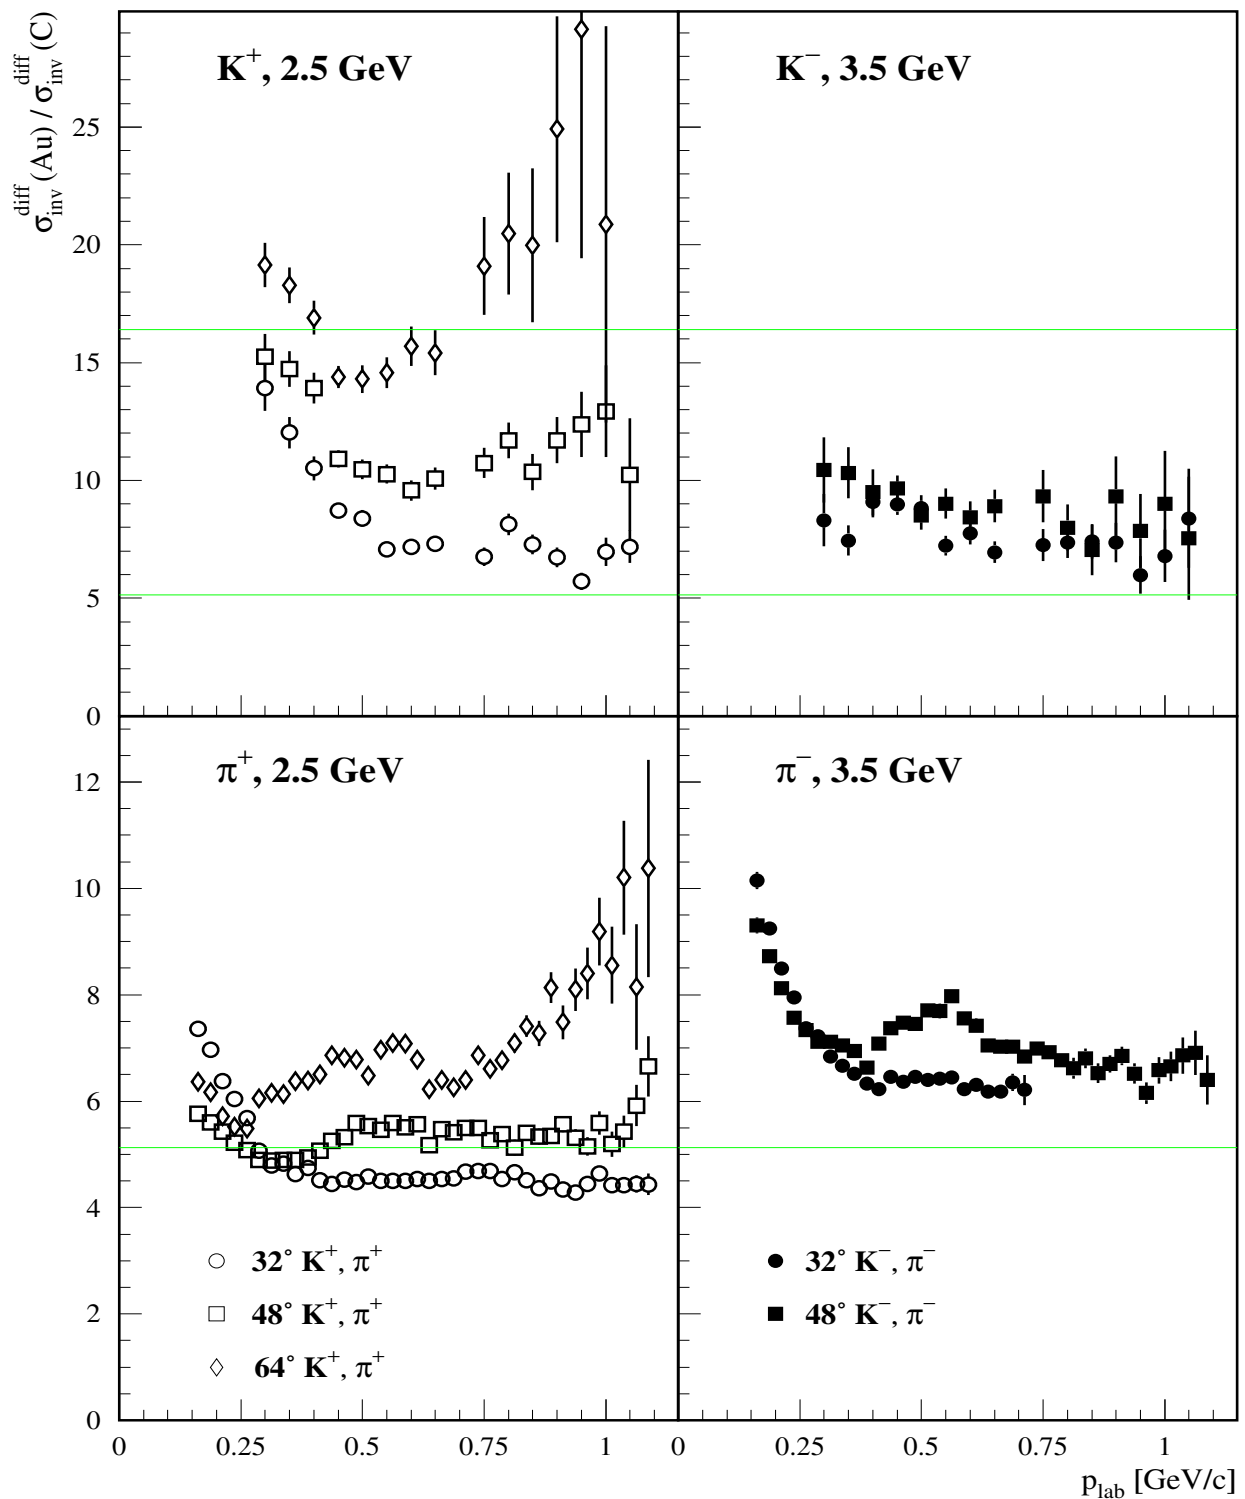 σ_inv^diff (Au) / σ_inv^diff (C)
K⁺, 2.5 GeV
K⁻, 3.5 GeV
25
20
15
10
5
0
π⁺, 2.5 GeV
π⁻, 3.5 GeV
12
10
8
6
4
2
0
32° K⁺, π⁺
48° K⁺, π⁺
64° K⁺, π⁺
32° K⁻, π⁻
48° K⁻, π⁻
0 0.25 0.5 0.75 1 0 0.25 0.5 0.75 1
p_lab [GeV/c]